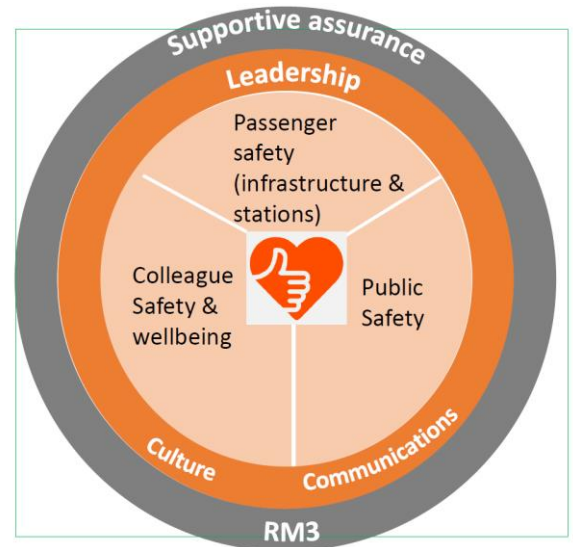 Supportive assurance
Leadership
Passenger
safety
(infrastructure &
stations)
Colleague
Safety &
wellbeing
Public
Safety
Culture
Communications
RM3